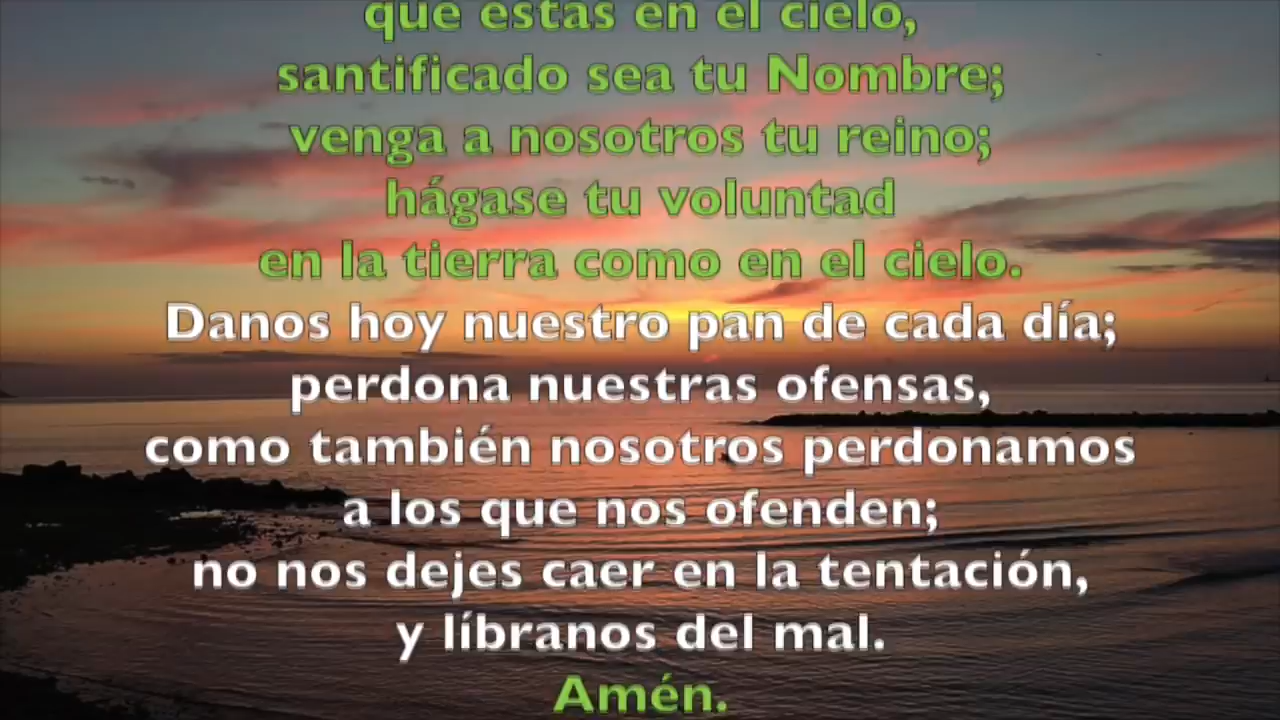 que estás en el cielo,
santificado sea tu Nombre;
venga a nosotros tu reino;
hágase tu voluntad
en la tierra como en el cielo.
Danos hoy nuestro pan de cada día;
perdona nuestras ofensas,
como también nosotros perdonamos
a los que nos ofenden;
no nos dejes caer en la tentación,
y líbranos del mal.
Amén.